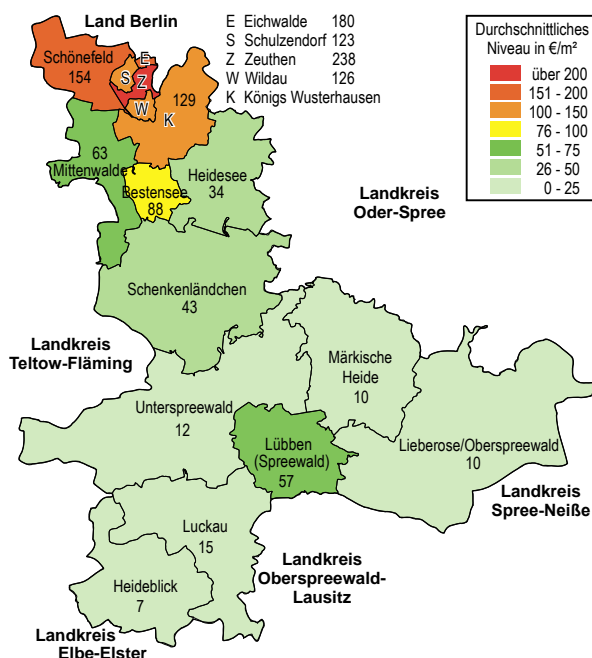 Land Berlin
E Eichwalde 180
S Schulzendorf 123
Z Zeuthen 238
W Wildau 126
K Königs Wusterhausen
Durchschnittliches
Niveau in €/m²
über 200
151 - 200
100 - 150
76 - 100
51 - 75
26 - 50
0 - 25
Schönefeld
154
E
S
Z
W
K
129
63
Mittenwalde
Bestensee
88
Heidesee
34
Landkreis
Oder-Spree
Schenkenländchen
43
Landkreis
Teltow-Fläming
Märkische
Heide
10
Unterspreewald
12
Lübben
(Spreewald)
57
Lieberose/Oberspreewald
10
Landkreis
Spree-Neiße
Luckau
15
Landkreis
Oberspreewald-
Lausitz
Heideblick
7
Landkreis
Elbe-Elster